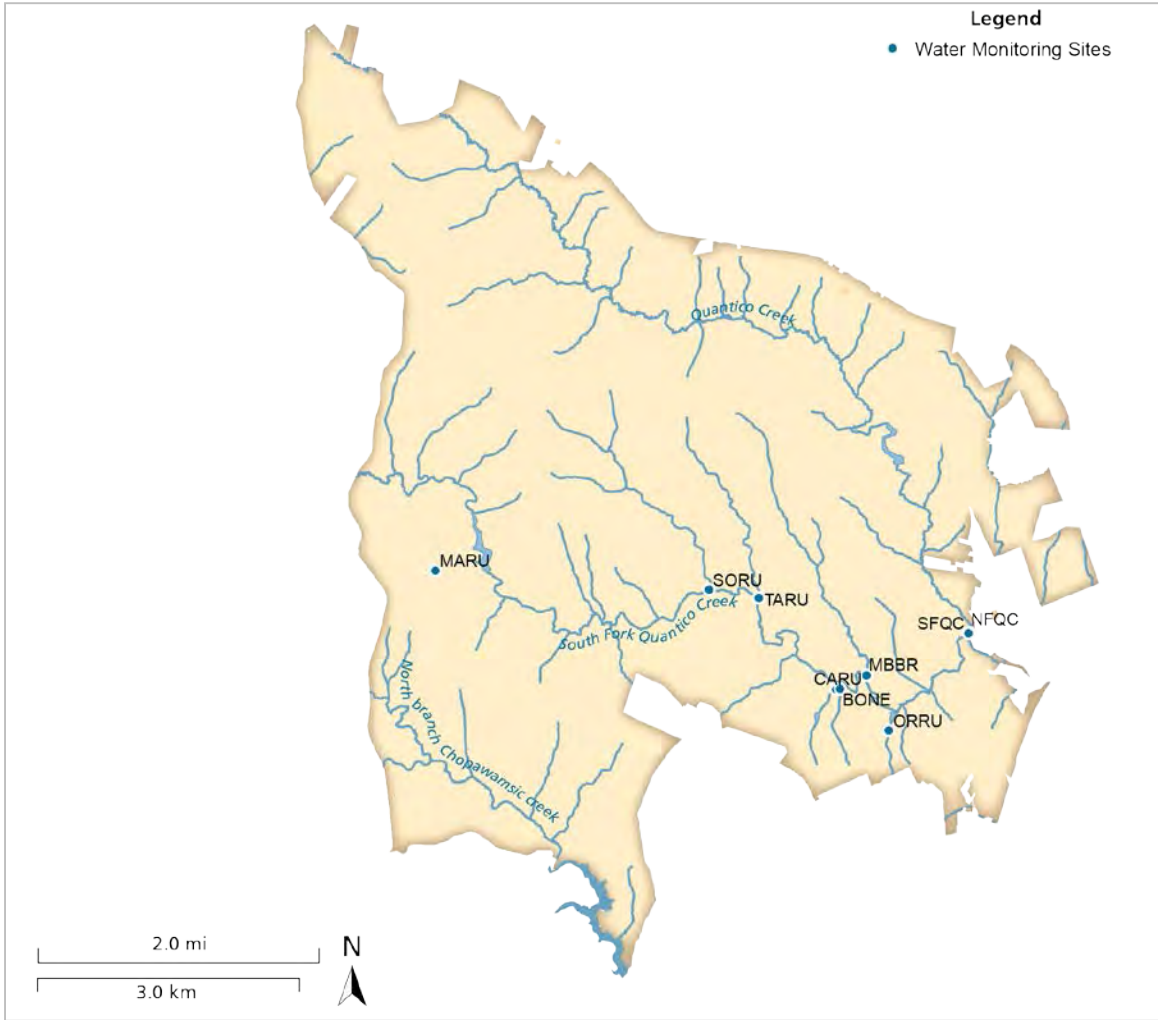 Legend
Water Monitoring Sites
Quantico Creek
MARU
SORU
TARU
South Fork Quantico Creek
SFQC
NFQC
MBBR
CARU
BONE
ORRU
North branch Chopawamsic creek
2.0 mi
3.0 km
N